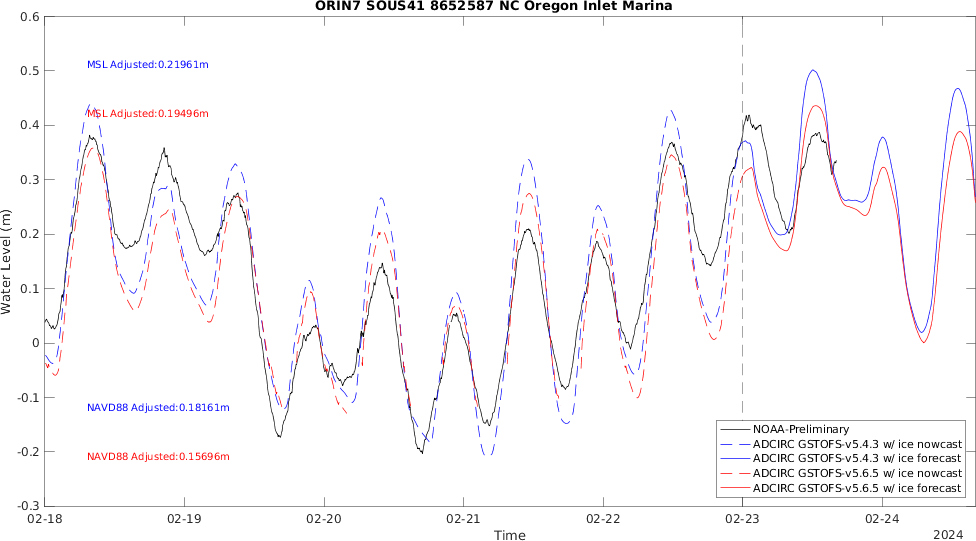 ORIN7 SOUS41 8652587 NC Oregon Inlet Marina
0.6
0.5
0.4
0.3
0.2
0.1
0
-0.1
-0.2
-0.3
Water Level (m)
MSL Adjusted:0.21961m
MSL Adjusted:0.19496m
NAVD88 Adjusted:0.18161m
NAVD88 Adjusted:0.15696m
NOAA-Preliminary
ADCIRC GSTOFS-v5.4.3 w/ ice nowcast
ADCIRC GSTOFS-v5.4.3 w/ ice forecast
ADCIRC GSTOFS-v5.6.5 w/ ice nowcast
ADCIRC GSTOFS-v5.6.5 w/ ice forecast
02-18 02-19 02-20 02-21 02-22 02-23 02-24
Time
2024